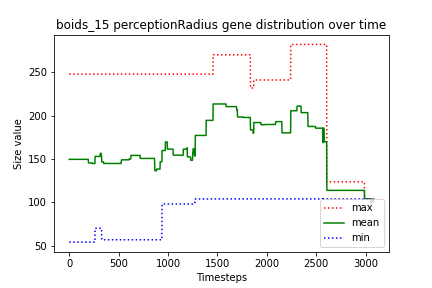 boids_15 perceptionRadius gene distribution over time
Size value
250
200
150
100
50
0
500
1000
1500
2000
2500
3000
Timesteps
max
mean
min